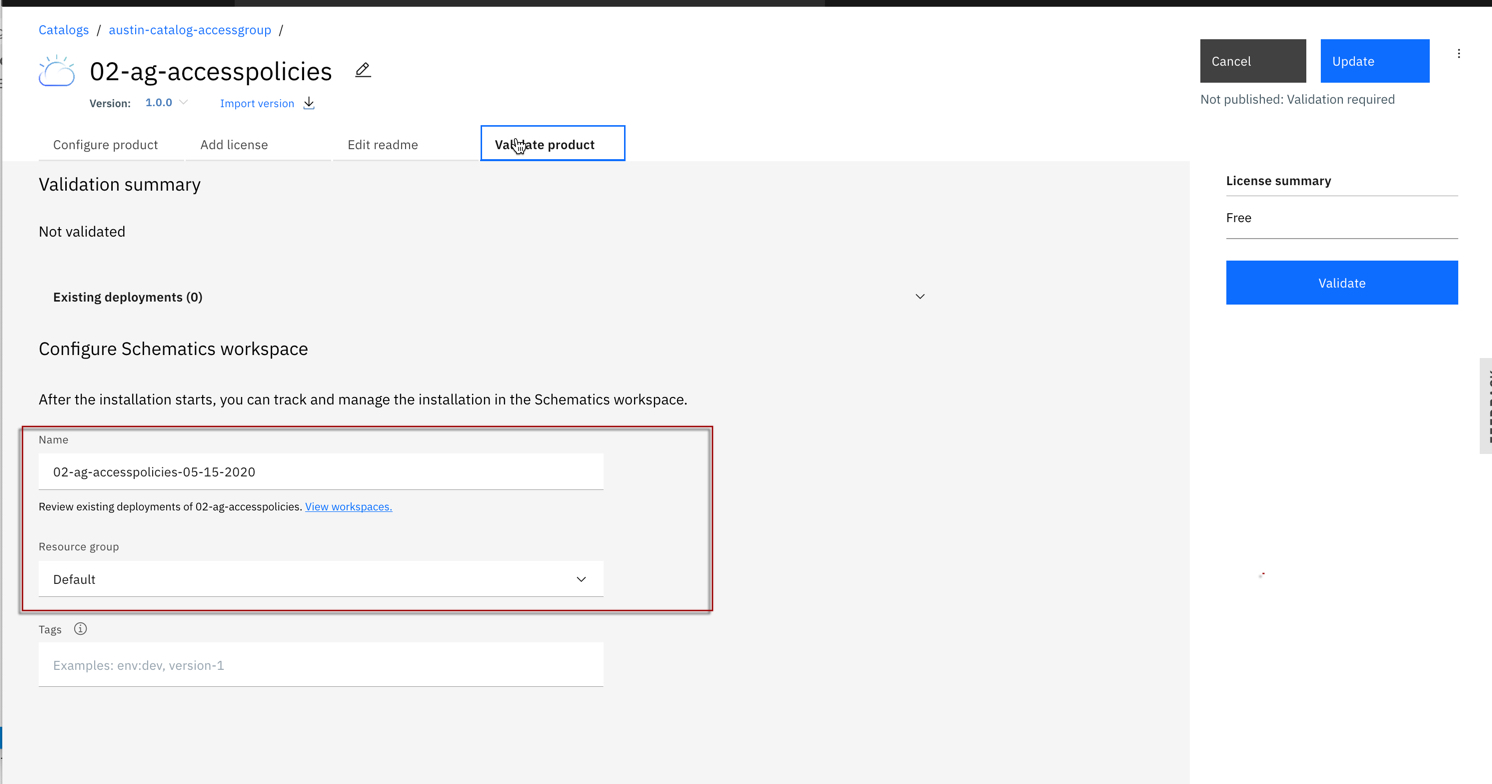 Catalogs / austin-catalog-accessgroup /
02-ag-accesspolicies
Cancel
Update
Version: 1.0.0
Import version
Not published: Validation required
Configure product
Add license
Edit readme
Validate product
Validation summary
License summary
Not validated
Free
Existing deployments (0)
Validate
Configure Schematics workspace
After the installation starts, you can track and manage the installation in the Schematics workspace.
Name
02-ag-accesspolicies-05-15-2020
Review existing deployments of 02-ag-accesspolicies. View workspaces.
Resource group
Default
Tags
Examples: env:dev, version-1